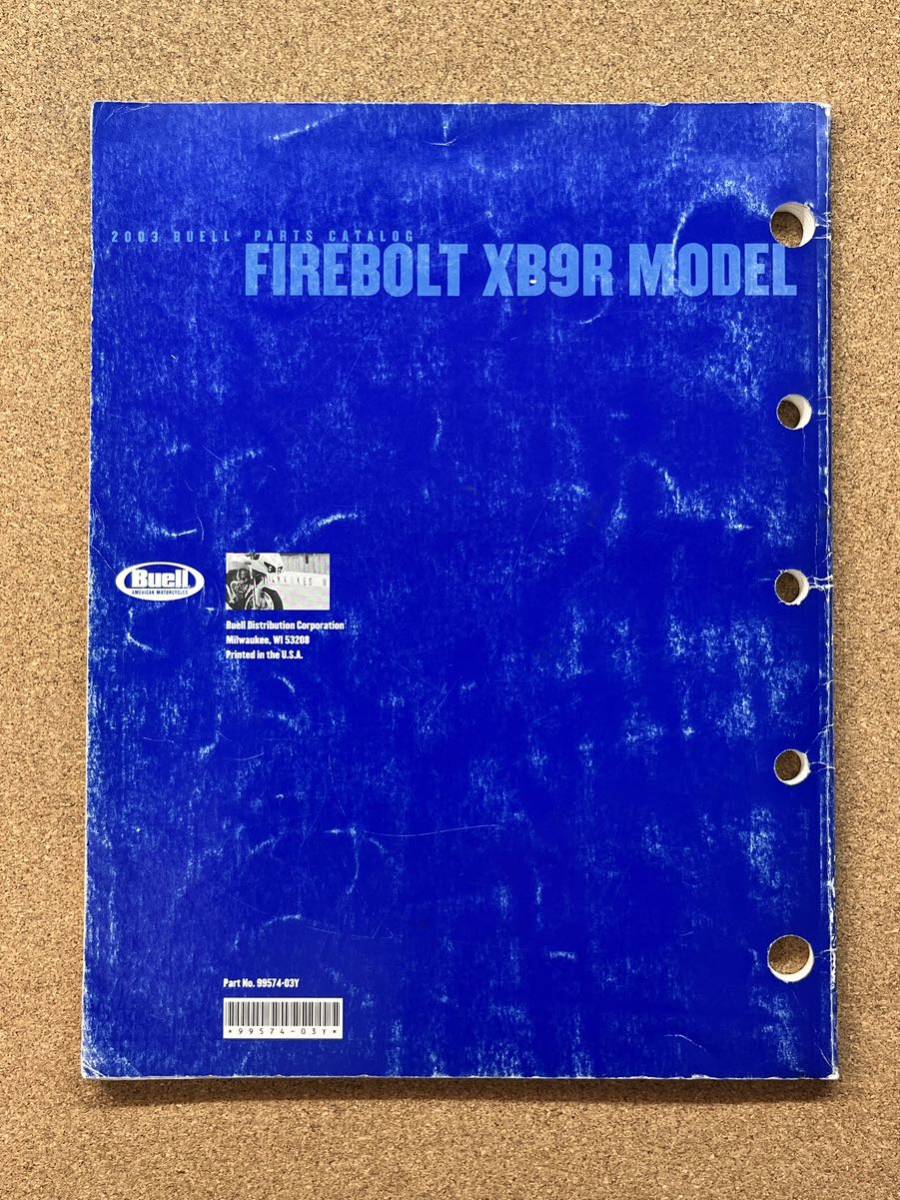 2003 BUELL® PARTS CATALOG
FIREBOLT XB9R MODEL
Buell
AMERICAN MOTORCYCLES
Buell Distribution Corporation
Milwaukee, WI 53208
Printed in the U.S.A.
Part No. 99574-03Y
*99574-03Y*